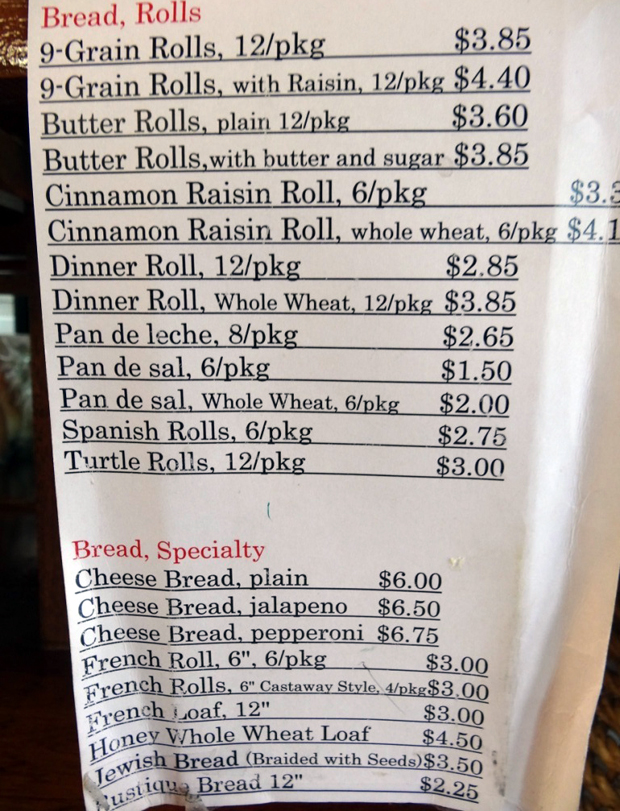 Bread, Rolls
9-Grain Rolls, 12/pkg $3.85
9-Grain Rolls, with Raisin, 12/pkg $4.40
Butter Rolls, plain 12/pkg $3.60
Butter Rolls,with butter and sugar $3.85
Cinnamon Raisin Roll, 6/pkg
Cinnamon Raisin Roll, whole wheat, 6/pkg
Dinner Roll, 12/pkg $2.85
Dinner Roll, Whole Wheat, 12/pkg $3.85
Pan de leche, 8/pkg $2.65
Pan de sal, 6/pkg $1.50
Pan de sal, Whole Wheat, 6/pkg $2.00
Spanish Rolls, 6/pkg $2.75
Turtle Rolls, 12/pkg $3.00
Bread, Specialty
Cheese Bread, plain $6.00
Cheese Bread, jalapeno $6.50
Cheese Bread, pepperoni $6.75
French Roll, 6", 6/pkg $3.00
French Rolls, 6" Castaway Style, 4/pkg $3.00
French Loaf, 12" $3.00
Honey Whole Wheat Loaf $4.50
Jewish Bread (Braided with Seeds) $3.50
Bread 12" $2.25